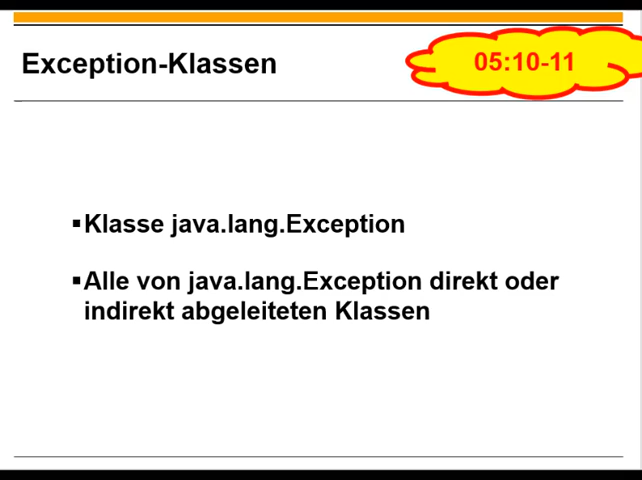 Exception-Klassen
05:10-11
▪Klasse java.lang.Exception
▪Alle von java.lang.Exception direkt oder
indirekt abgeleiteten Klassen